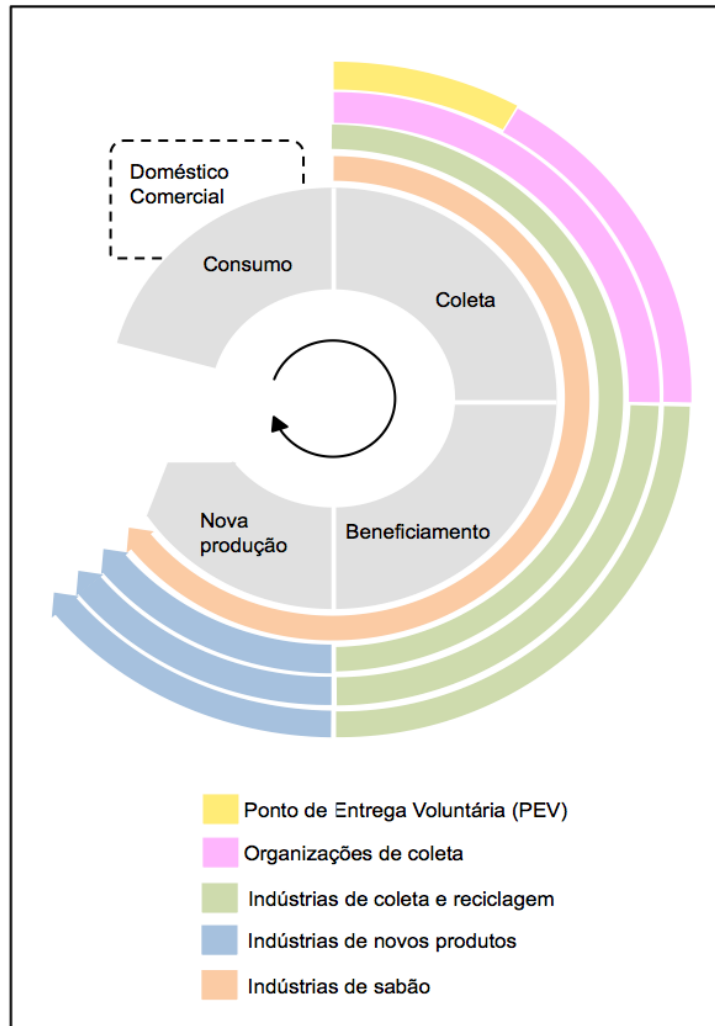 Doméstico
Comercial
Consumo
Coleta
Nova
produção
Beneficiamento
Ponto de Entrega Voluntária (PEV)
Organizações de coleta
Indústrias de coleta e reciclagem
Indústrias de novos produtos
Indústrias de sabão